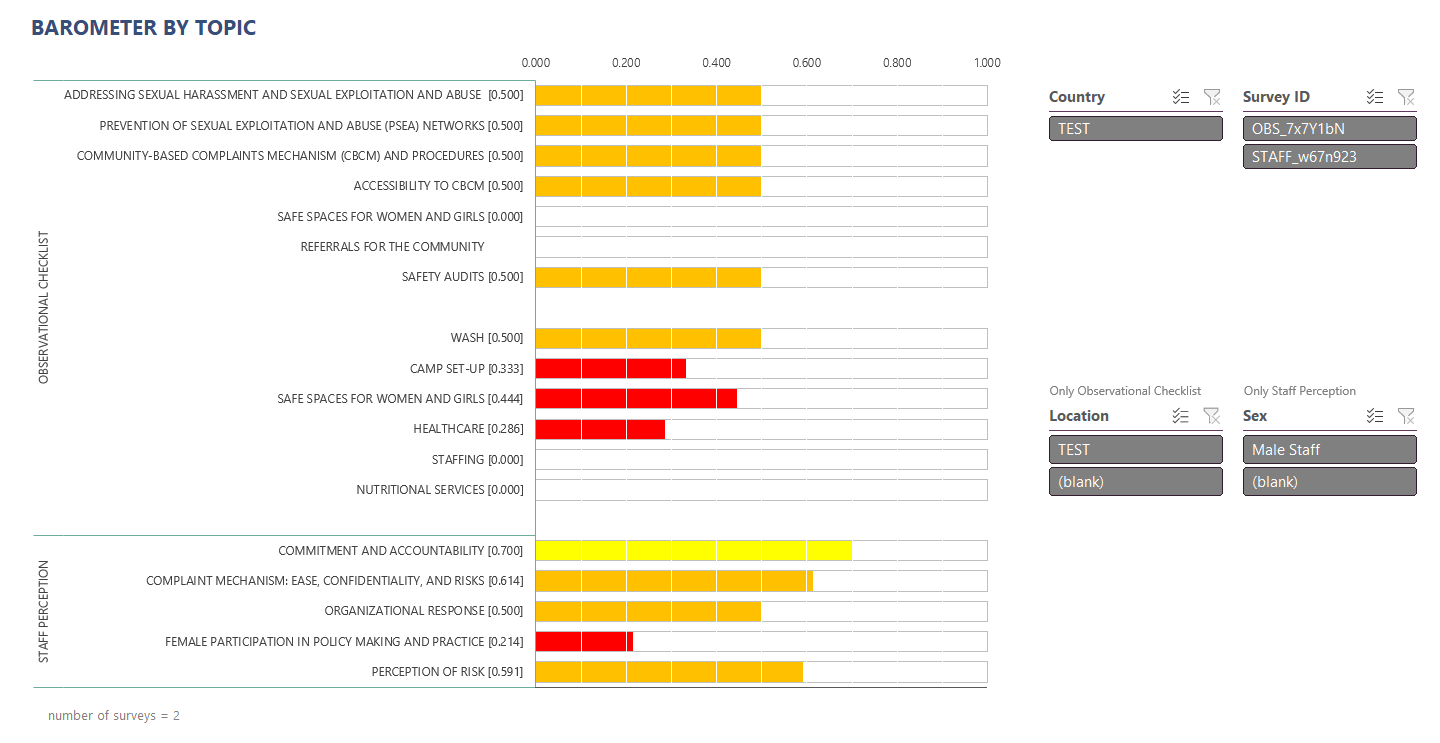 BAROMETER BY TOPIC
0.000 0.200 0.400 0.600 0.800 1.000
OBSERVATIONAL CHECKLIST
ADDRESSING SEXUAL HARASSMENT AND SEXUAL EXPLOITATION AND ABUSE [0.500]
PREVENTION OF SEXUAL EXPLOITATION AND ABUSE (PSEA) NETWORKS [0.500]
COMMUNITY-BASED COMPLAINTS MECHANISM (CBCM) AND PROCEDURES [0.500]
ACCESSIBILITY TO CBCM [0.500]
SAFE SPACES FOR WOMEN AND GIRLS [0.000]
REFERRALS FOR THE COMMUNITY
SAFETY AUDITS [0.500]
WASH [0.500]
CAMP SET-UP [0.333]
SAFE SPACES FOR WOMEN AND GIRLS [0.444]
HEALTHCARE [0.286]
STAFFING [0.000]
NUTRITIONAL SERVICES [0.000]
STAFF PERCEPTION
COMMITMENT AND ACCOUNTABILITY [0.700]
COMPLAINT MECHANISM: EASE, CONFIDENTIALITY, AND RISKS [0.614]
ORGANIZATIONAL RESPONSE [0.500]
FEMALE PARTICIPATION IN POLICY MAKING AND PRACTICE [0.214]
PERCEPTION OF RISK [0.591]
number of surveys = 2
Country
TEST
Survey ID
OBS_7x7Y1bN
STAFF_w67n923
Only Observational Checklist
Location
TEST
(blank)
Only Staff Perception
Sex
Male Staff
(blank)